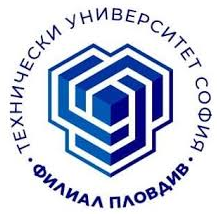 ТЕХНИЧЕСКИ УНИВЕРСИТЕТ СОФИЯ
• ФИЛИАЛ ПЛОВДИВ •